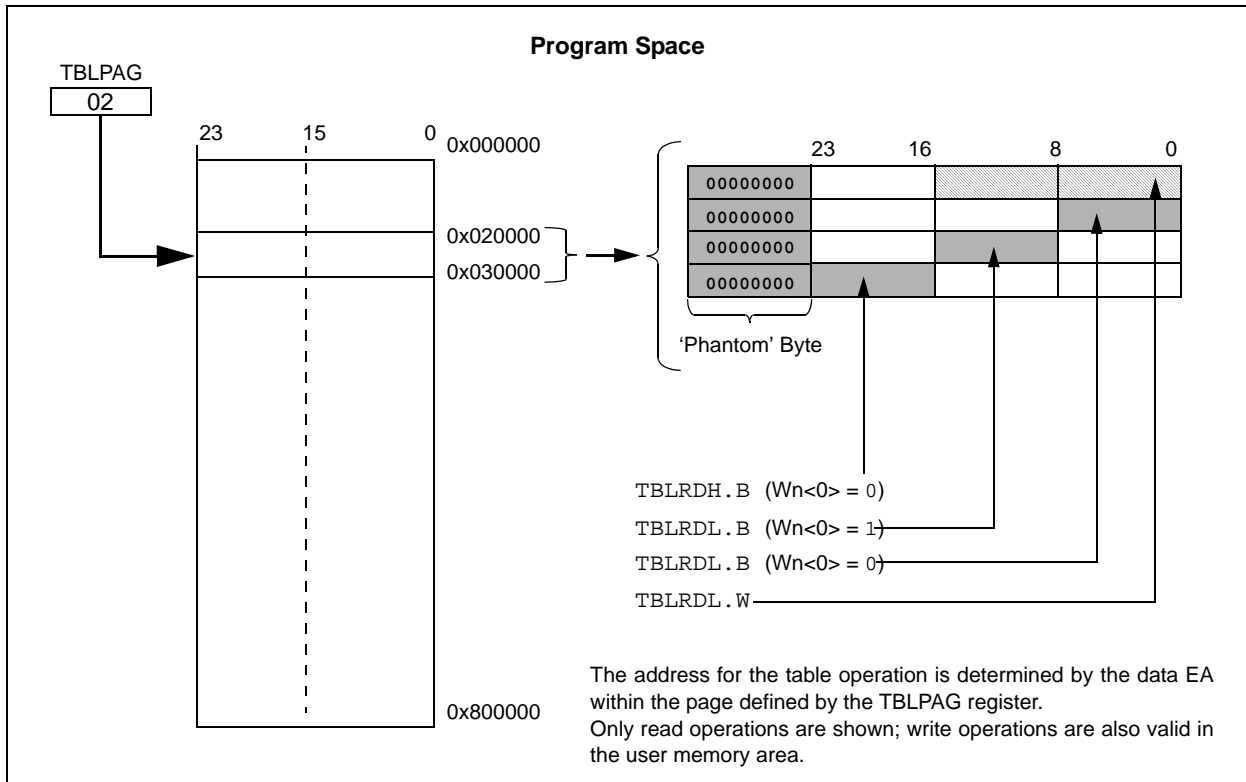 Program Space
TBLPAG
02
23 15 0
0x000000
0x020000
0x030000
0x800000
23 16 8 0
00000000
00000000
00000000
00000000
‘Phantom’ Byte
TBLRDH.B (Wn<0> = 0)
TBLRDL.B (Wn<0> = 1)
TBLRDL.B (Wn<0> = 0)
TBLRDL.W
The address for the table operation is determined by the data EA
within the page defined by the TBLPAG register.
Only read operations are shown; write operations are also valid in
the user memory area.